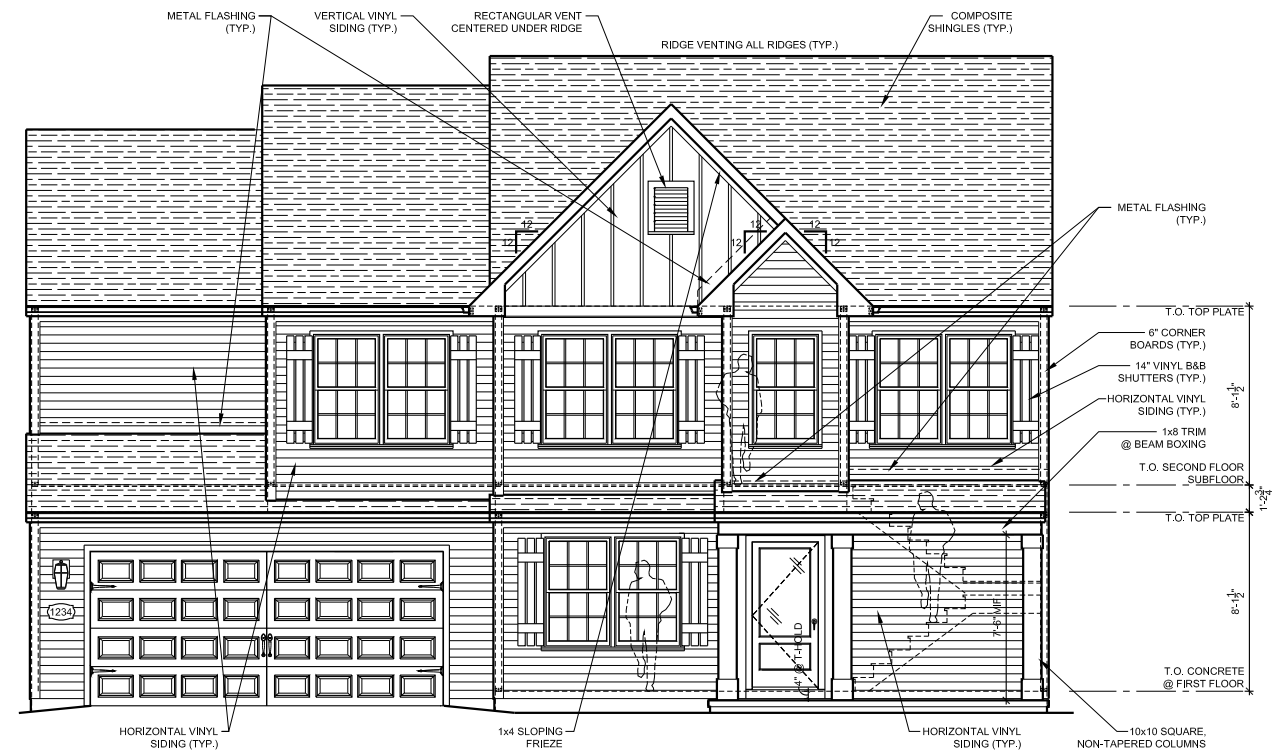 METAL FLASHING
(TYP.)
VERTICAL VINYL
SIDING (TYP.)
RECTANGULAR VENT
CENTERED UNDER RIDGE
RIDGE VENTING ALL RIDGES (TYP.)
COMPOSITE
SHINGLES (TYP.)
METAL FLASHING
(TYP.)
12
12
12
12
12
12
T.O. TOP PLATE
6" CORNER
BOARDS (TYP.)
14" VINYL B&B
SHUTTERS (TYP.)
8'-1 1/2"
HORIZONTAL VINYL
SIDING (TYP.)
1x8 TRIM
@ BEAM BOXING
T.O. SECOND FLOOR
SUBFLOOR
1'-2 3/4"
T.O. TOP PLATE
8'-1 1/2"
1234
7'-6" MIF
4" @ T-HOLD
T.O. CONCRETE
@ FIRST FLOOR
HORIZONTAL VINYL
SIDING (TYP.)
1x4 SLOPING
FRIEZE
HORIZONTAL VINYL
SIDING (TYP.)
10x10 SQUARE,
NON-TAPERED COLUMNS